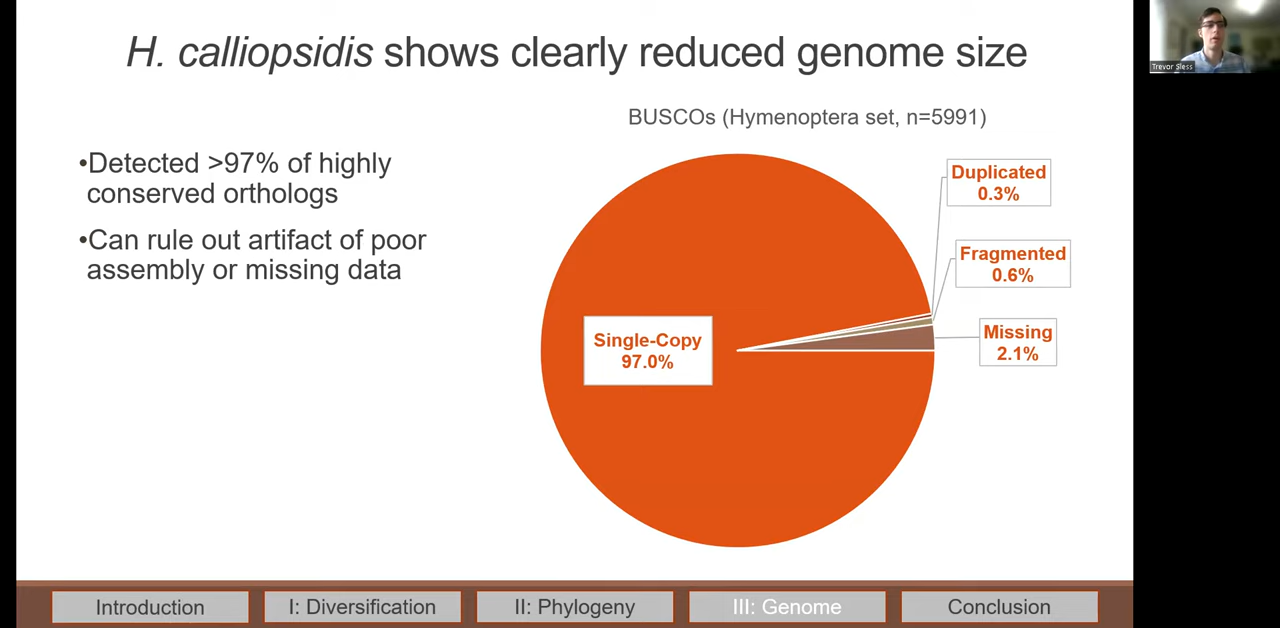 H. calliopsidis shows clearly reduced genome size
Trevor Sless
BUSCOs (Hymenoptera set, n=5991)
•Detected >97% of highly
conserved orthologs
•Can rule out artifact of poor
assembly or missing data
Duplicated
0.3%
Fragmented
0.6%
Missing
2.1%
Single-Copy
97.0%
Introduction
I: Diversification
II: Phylogeny
III: Genome
Conclusion